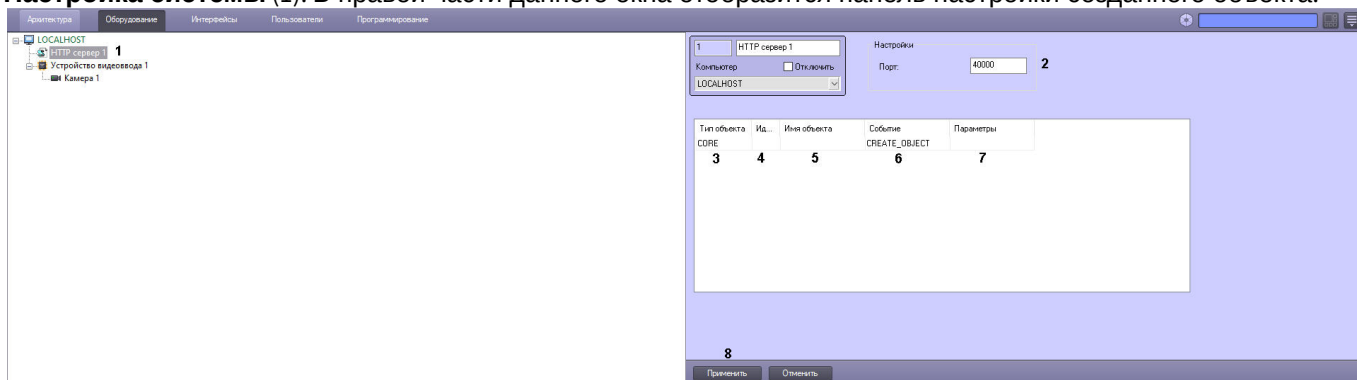 Настройка системы (1). В правой части данного окна отобразится панель настройки созданного объекта.
Архитектура Оборудование Интерфейсы Пользователи Программирование
LOCALHOST
HTTP сервер 1 1
Устройство видеоввода 1
Камера 1
1 HTTP сервер 1
Компьютер Отключить
LOCALHOST
Настройки
Порт: 40000 2
Тип объекта Ид... Имя объекта Событие Параметры
CORE CREATE_OBJECT
3 4 5 6 7
8
Применить Отменить